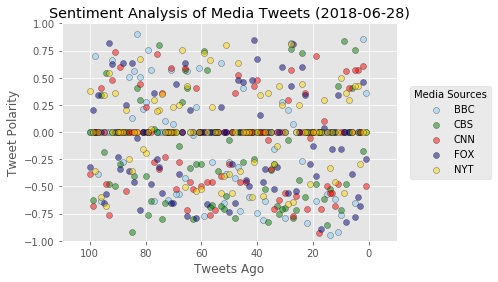 Sentiment Analysis of Media Tweets (2018-06-28)
1.00
0.75
0.50
0.25
0.00
−0.25
−0.50
−0.75
−1.00
Tweet Polarity
100 80 60 40 20 0
Tweets Ago
Media Sources
BBC
CBS
CNN
FOX
NYT